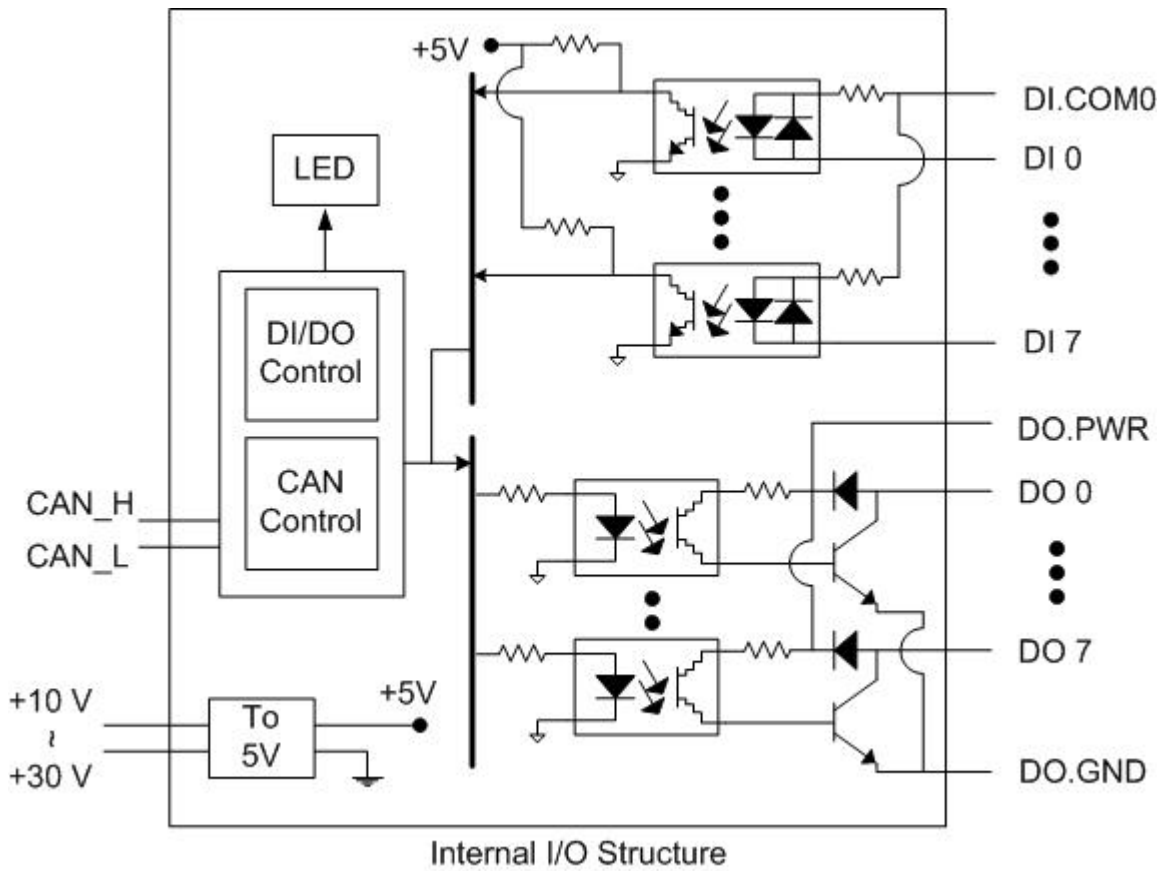 +5V
DI.COM0
DI 0
LED
DI/DO
Control
DI 7
DO.PWR
CAN
Control
CAN_H
CAN_L
DO 0
DO 7
+10 V
~
+30 V
To
5V
+5V
DO.GND
Internal I/O Structure